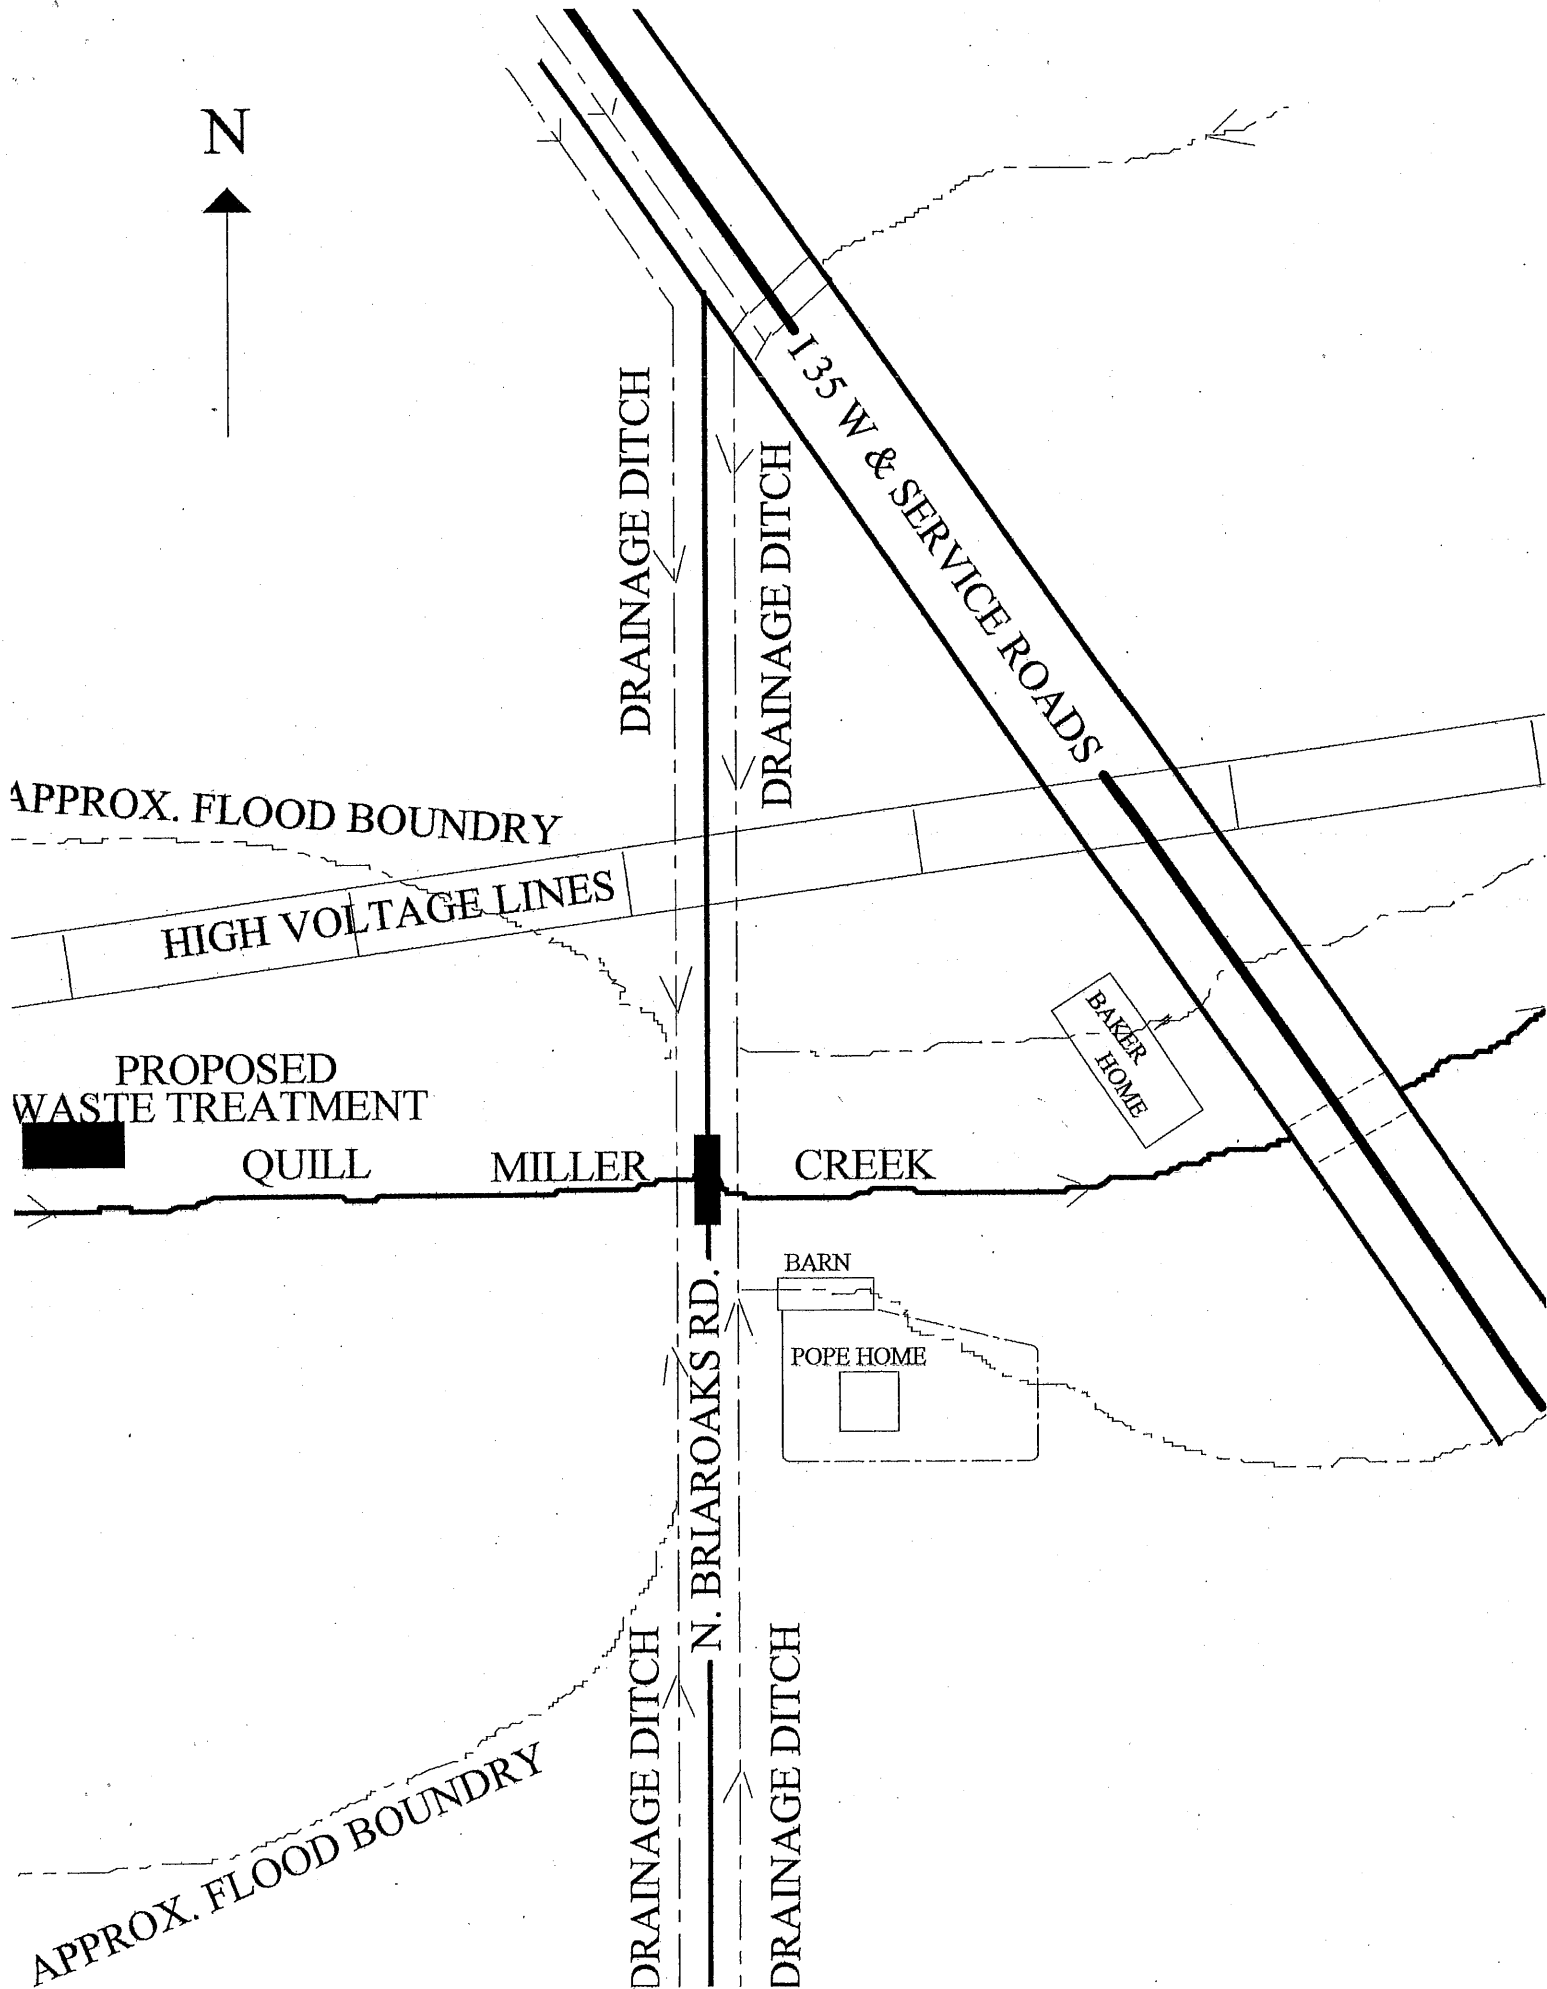 N
I 35 W & SERVICE ROADS
DRAINAGE DITCH
DRAINAGE DITCH
APPROX. FLOOD BOUNDRY
HIGH VOLTAGE LINES
BAKER
HOME
PROPOSED
WASTE TREATMENT
QUILL MILLER CREEK
BARN
POPE HOME
N. BRIAROAKS RD.
DRAINAGE DITCH
DRAINAGE DITCH
APPROX. FLOOD BOUNDRY